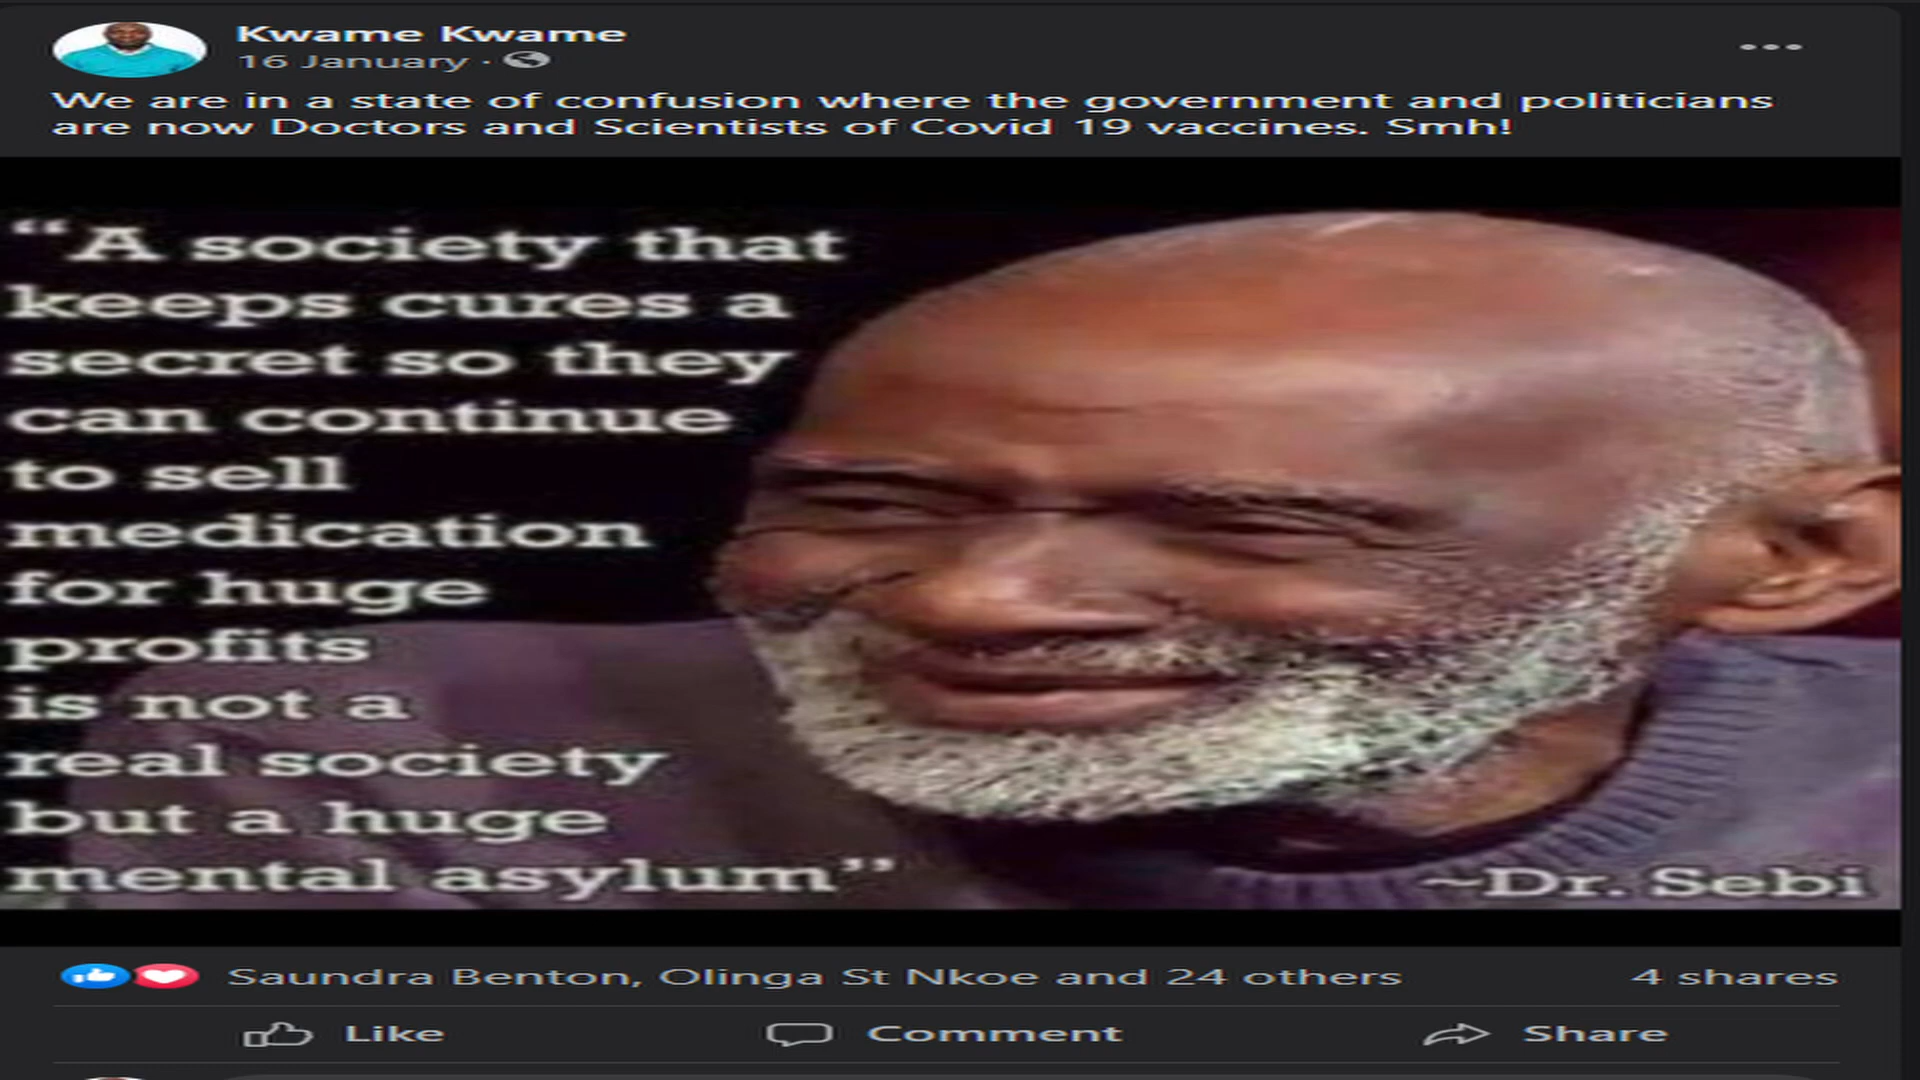 Kwame Kwame
16 January ·
We are in a state of confusion where the government and politicians
are now Doctors and Scientists of Covid 19 vaccines. Smh!
“A society that
keeps cures a
secret so they
can continue
to sell
medication
for huge
profits
is not a
real society
but a huge
mental asylum”
~Dr. Sebi
Saundra Benton, Olinga St Nkoe and 24 others
4 shares
Like
Comment
Share